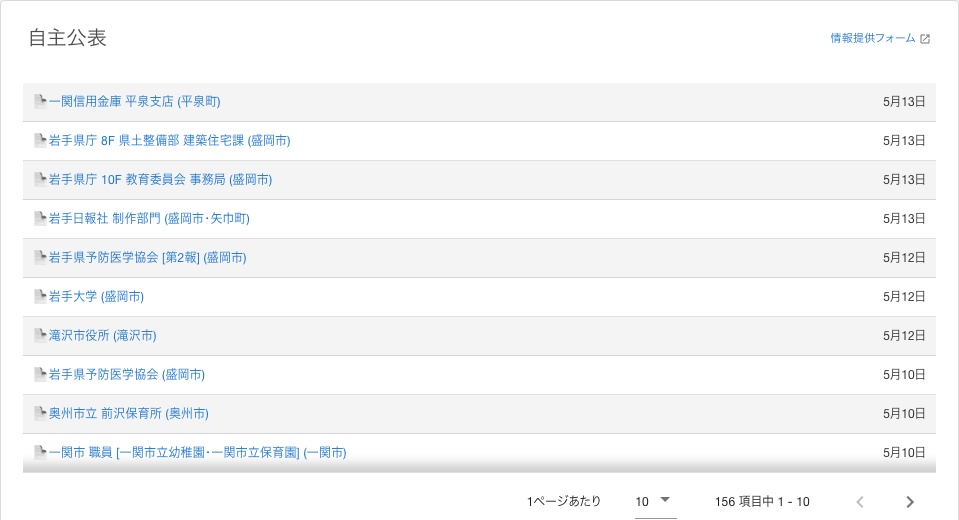 自主公表
情報提供フォーム
一関信用金庫 平泉支店 (平泉町) 5月13日
岩手県庁 8F 県土整備部 建築住宅課 (盛岡市) 5月13日
岩手県庁 10F 教育委員会 事務局 (盛岡市) 5月13日
岩手日報社 制作部門 (盛岡市･矢巾町) 5月13日
岩手県予防医学協会 [第2報] (盛岡市) 5月12日
岩手大学 (盛岡市) 5月12日
滝沢市役所 (滝沢市) 5月12日
岩手県予防医学協会 (盛岡市) 5月10日
奥州市立 前沢保育所 (奥州市) 5月10日
一関市 職員 [一関市立幼稚園･一関市立保育園] (一関市) 5月10日
1ページあたり 10 156 項目中 1 - 10